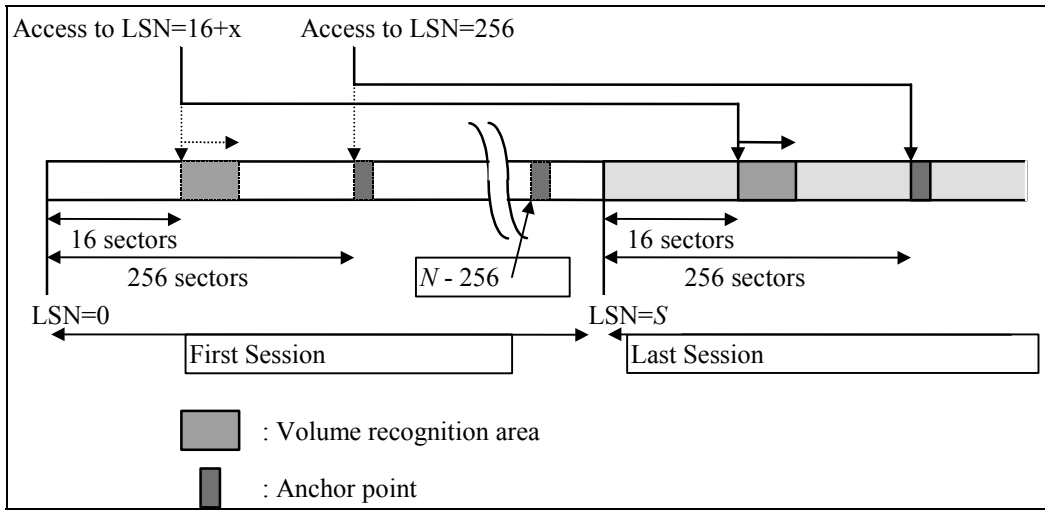 Access to LSN=16+x
Access to LSN=256
16 sectors
256 sectors
N - 256
16 sectors
256 sectors
LSN=0
LSN=S
First Session
Last Session
: Volume recognition area
: Anchor point